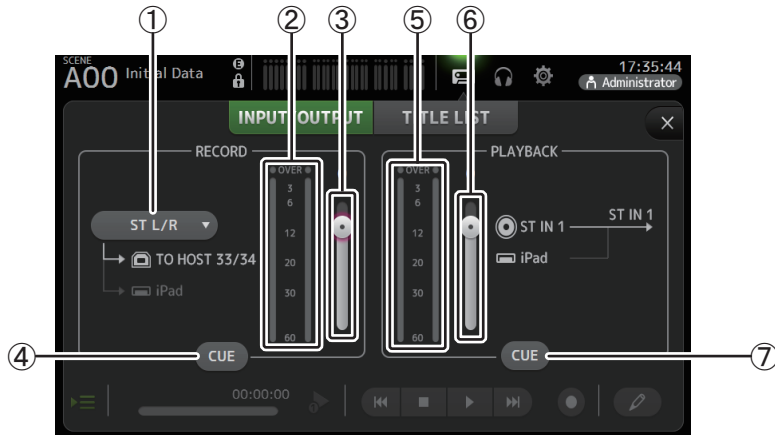 ① ② ③ ⑤ ⑥
SCENE
A00 Initial Data
E
17:35:44
Administrator
INPUT/OUTPUT TITLE LIST
RECORD
ST L/R
TO HOST 33/34
iPad
OVER
3
6
12
20
30
60
CUE
PLAYBACK
OVER
3
6
12
20
30
60
ST IN 1 ST IN 1
iPad
CUE
④ ⑦
00:00:00